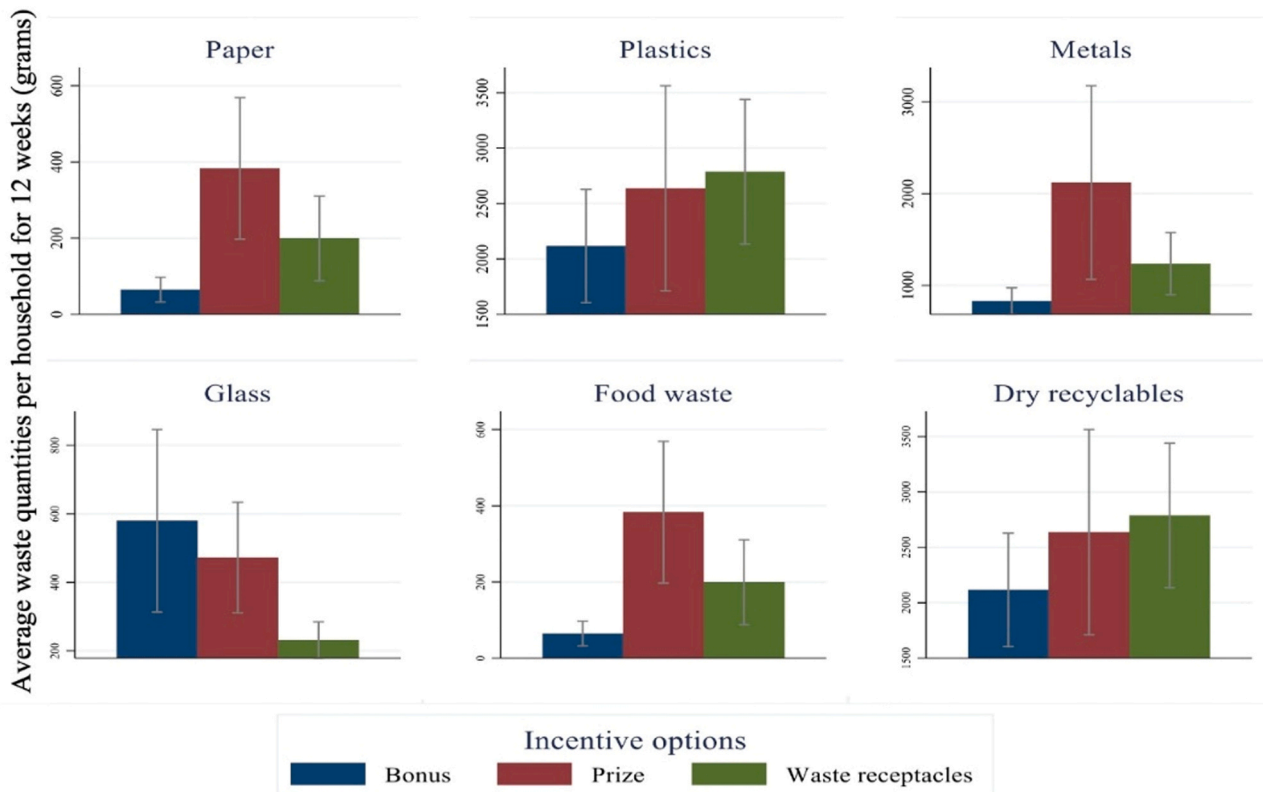 Average waste quantities per household for 12 weeks (grams)
Paper
600
400
200
0
Plastics
3500
3000
2500
2000
1500
Metals
3000
2000
1000
Glass
800
600
400
200
Food waste
600
400
200
0
Dry recyclables
3500
3000
2500
2000
1500
Incentive options
Bonus Prize Waste receptacles